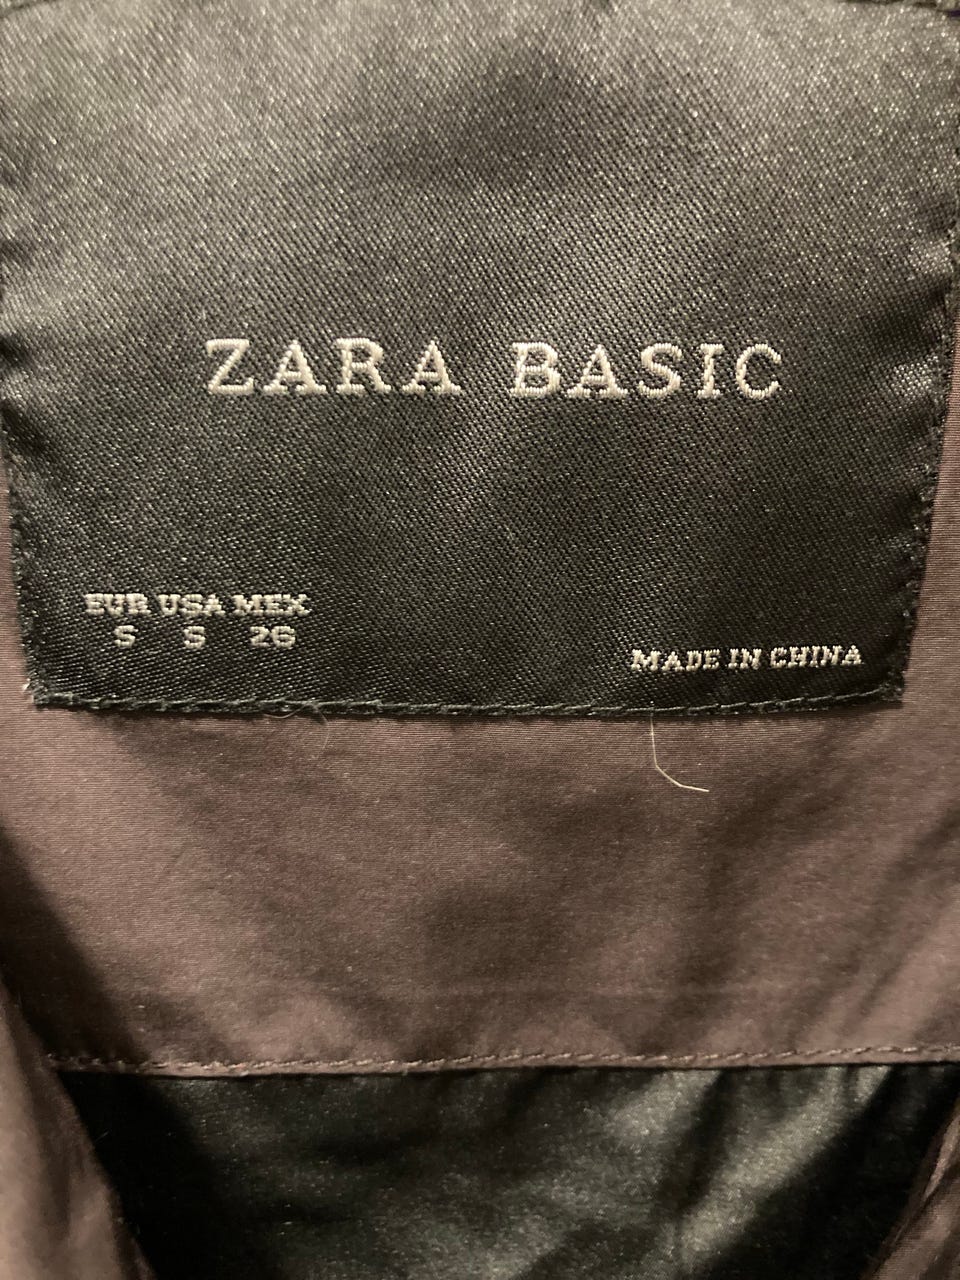 ZARA BASIC
EUR USA MEX
S S 26
MADE IN CHINA